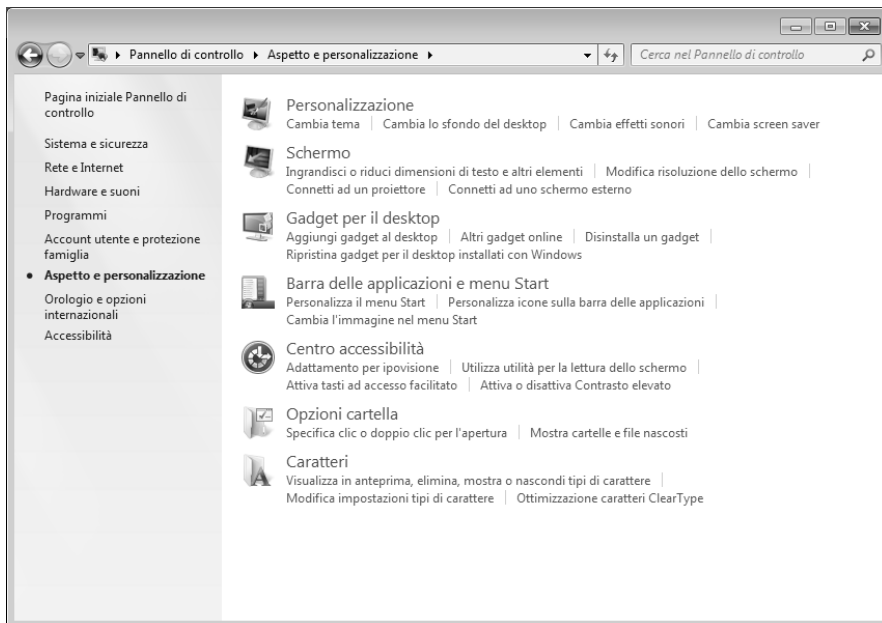 Pannello di controllo Aspetto e personalizzazione Cerca nel Pannello di controllo
Pagina iniziale Pannello di
controllo
Sistema e sicurezza
Rete e Internet
Hardware e suoni
Programmi
Account utente e protezione
famiglia
Aspetto e personalizzazione
Orologio e opzioni
internazionali
Accessibilità
Personalizzazione
Cambia tema Cambia lo sfondo del desktop Cambia effetti sonori Cambia screen saver
Schermo
Ingrandisci o riduci dimensioni di testo e altri elementi Modifica risoluzione dello schermo
Connetti ad un proiettore Connetti ad uno schermo esterno
Gadget per il desktop
Aggiungi gadget al desktop Altri gadget online Disinstalla un gadget
Ripristina gadget per il desktop installati con Windows
Barra delle applicazioni e menu Start
Personalizza il menu Start Personalizza icone sulla barra delle applicazioni
Cambia l'immagine nel menu Start
Centro accessibilità
Adattamento per ipovisione Utilizza utilità per la lettura dello schermo
Attiva tasti ad accesso facilitato Attiva o disattiva Contrasto elevato
Opzioni cartella
Specifica clic o doppio clic per l'apertura Mostra cartelle e file nascosti
Caratteri
Visualizza in anteprima, elimina, mostra o nascondi tipi di carattere
Modifica impostazioni tipi di carattere Ottimizzazione caratteri ClearType